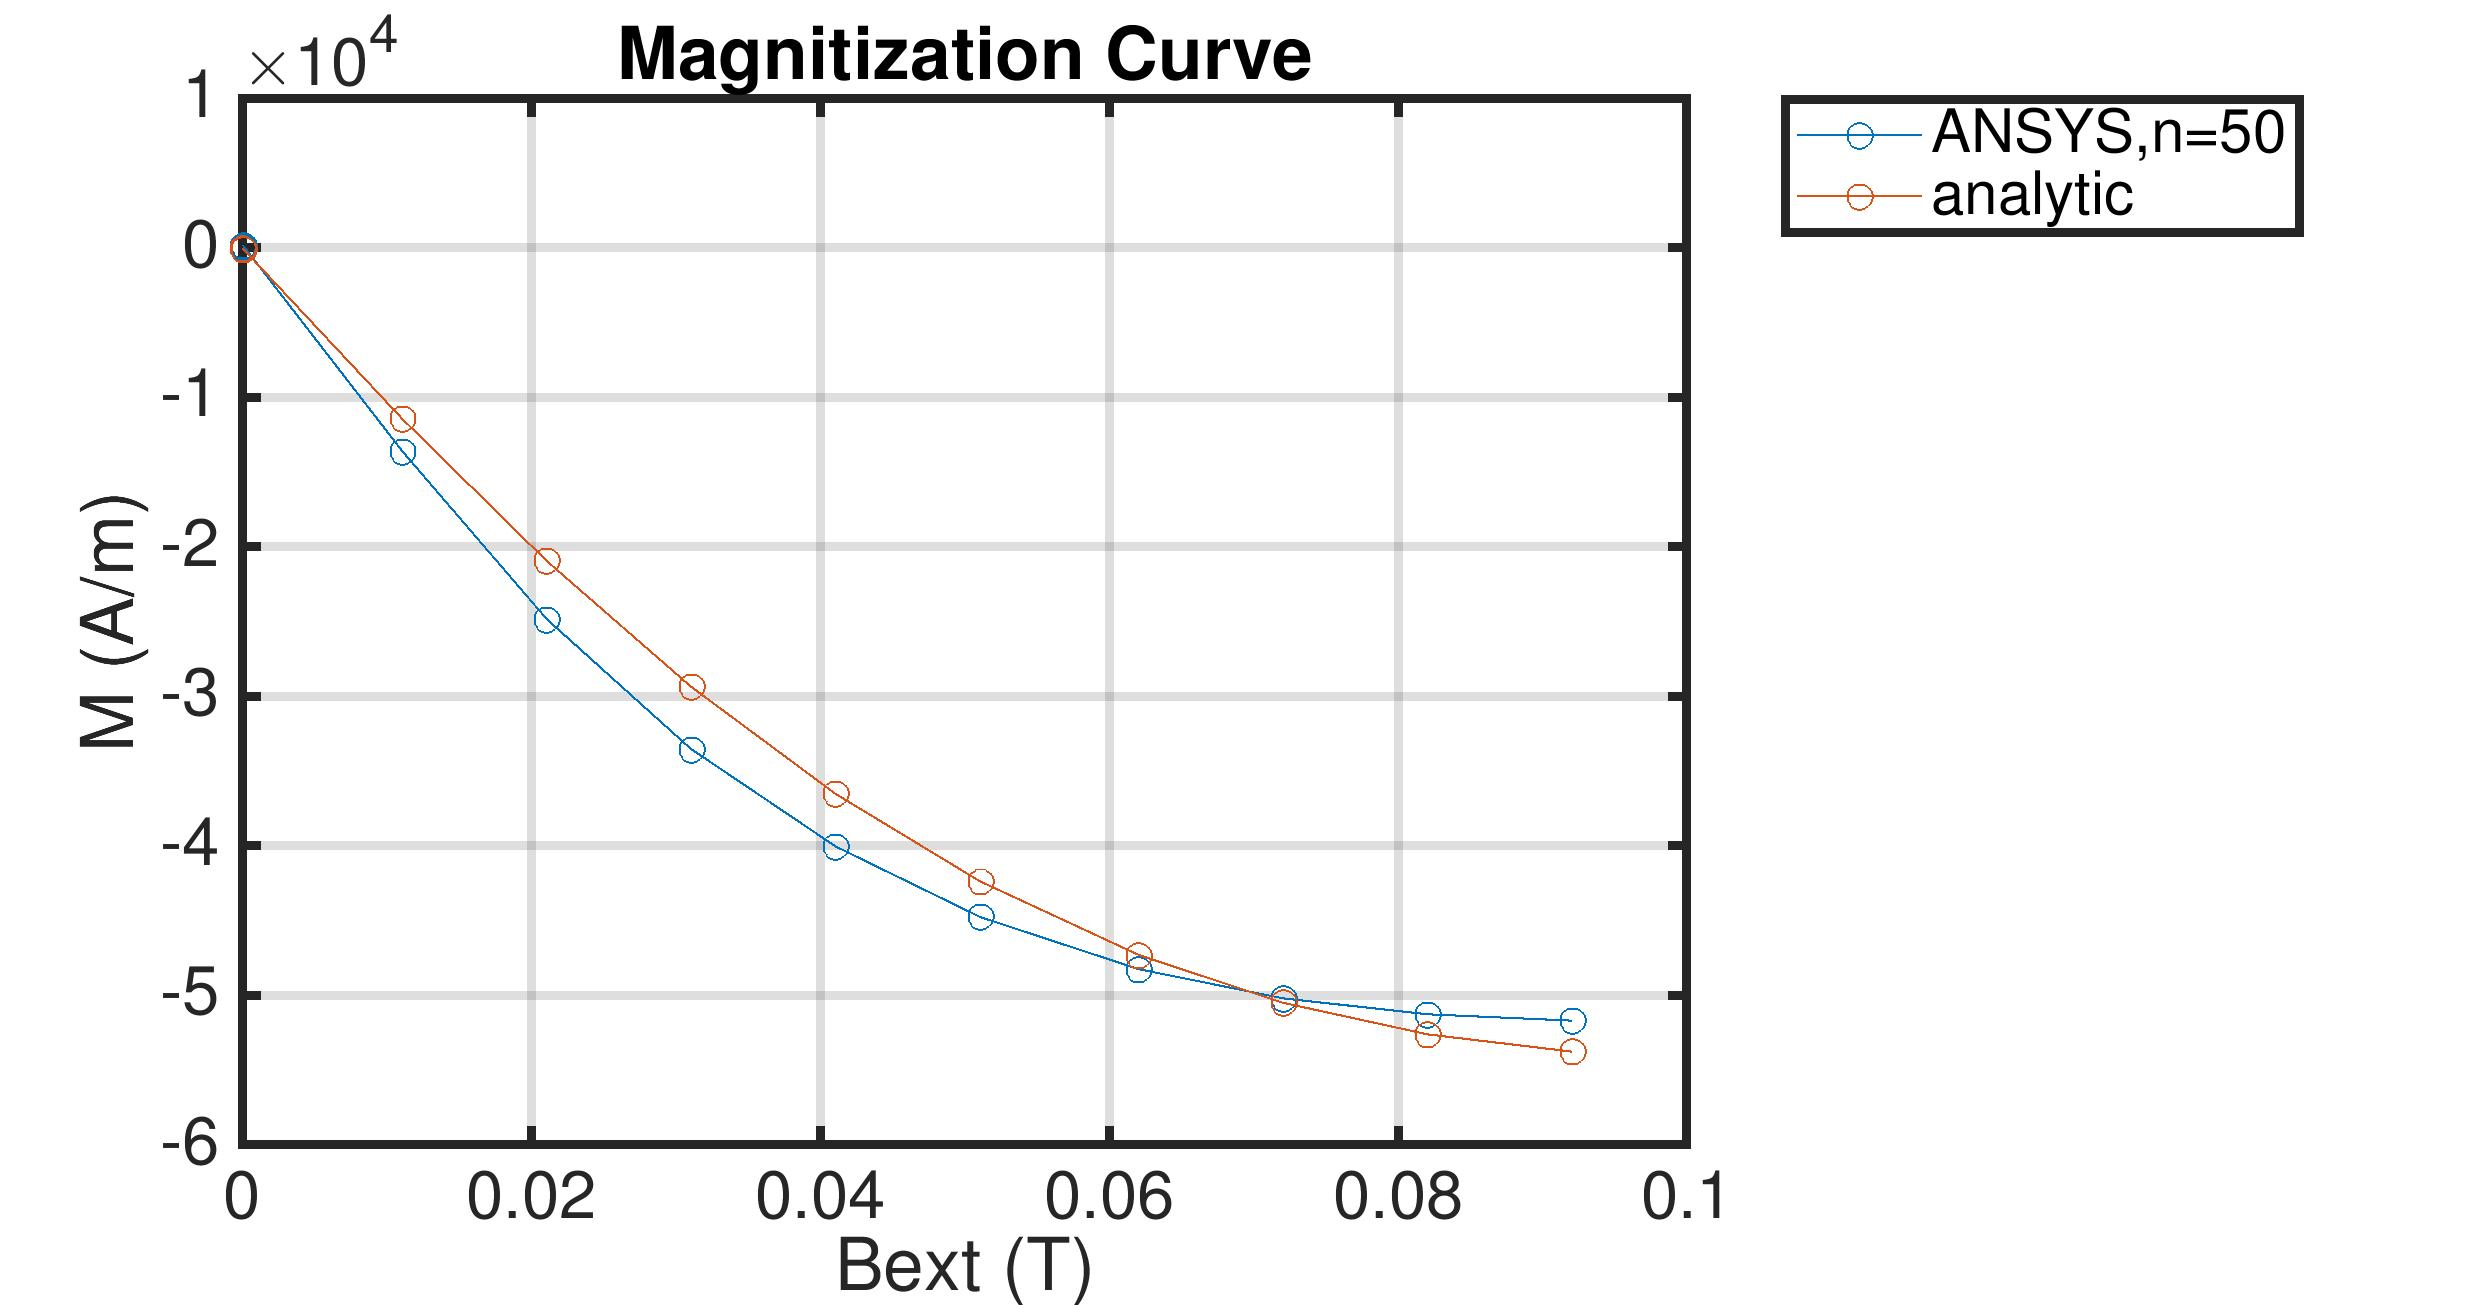 Magnitization Curve
×10^4
1
0
-1
-2
-3
-4
-5
-6
M (A/m)
0 0.02 0.04 0.06 0.08 0.1
Bext (T)
ANSYS,n=50
analytic